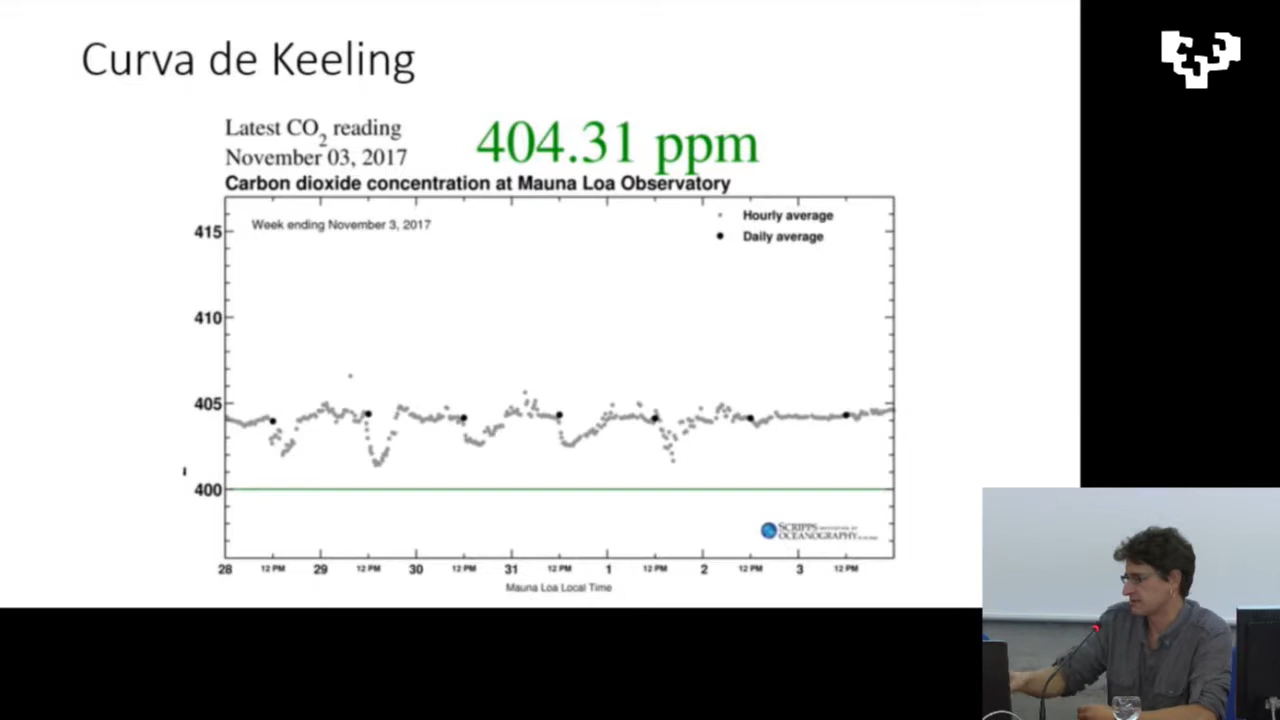 Curva de Keeling
Latest CO2 reading
November 03, 2017
404.31 ppm
Carbon dioxide concentration at Mauna Loa Observatory
Week ending November 3, 2017
Hourly average
Daily average
415
410
405
400
SCRIPPS INSTITUTION OF
OCEANOGRAPHY
28 12 PM 29 12 PM 30 12 PM 31 12 PM 1 12 PM 2 12 PM 3 12 PM
Mauna Loa Local Time